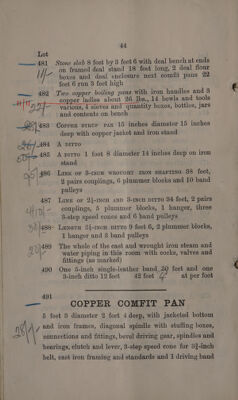 44
Lot
481 Stone slab 8 feet by 3 feet 6 with deal bench at ends
on framed deal stand 18 feet long, 2 deal flour
boxes and deal enclosure next comfit pans 22
feet 6 run 3 feet high
482 Two copper boiling pans with iron handles and 3
copper ladles about 26 lbs., 14 bowls and tools
various, 4 sieves and quantity boxes, bottles, jars
and contents on bench
483 Copper steam pan 15 inches diameter 15 inches
deep with copper jacket and iron stand
484 A ditto
485 A ditto 1 foot 8 diameter 14 inches deep on iron
stand
486 Line of 3-inch wrought iron shafting 38 feet,
2 pairs couplings, 6 plummer blocks and 10 band
pulleys
487 Line of 2½-inch and 3-inch ditto 34 feet, 2 pairs
couplings, 5 plummer blocks, 1 hanger, three
3-step speed cones and 6 band pulleys
488 Length 2½-inch ditto 9 feet 6, 2 plummer blocks,
1 hanger and 3 band pulleys
489 The whole of the cast and wrought iron steam and
water piping in this room with cocks, valves and
fittings (as marked)
490 One 5-inch single-leather band 30 feet and one
3-inch ditto 12 feet 42 feet at per foot
491
COPPER COMFIT PAN
5 feet 3 diameter 2 feet 4 deep, with jacketed bottom
and iron frames, diagonal spindle with stuffing boxes,
connections and fittings, bevel driving gear, spindles and
bearings, clutch and lever, 3-step speed cone for 3½-inch
belt, cast iron framing and standards and 1 driving band